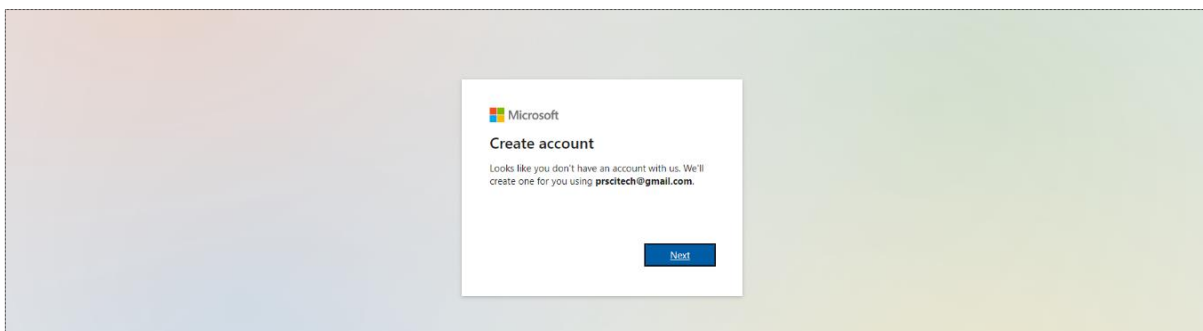 Microsoft
Create account
Looks like you don't have an account with us. We'll
create one for you using prscitech@gmail.com.
Next